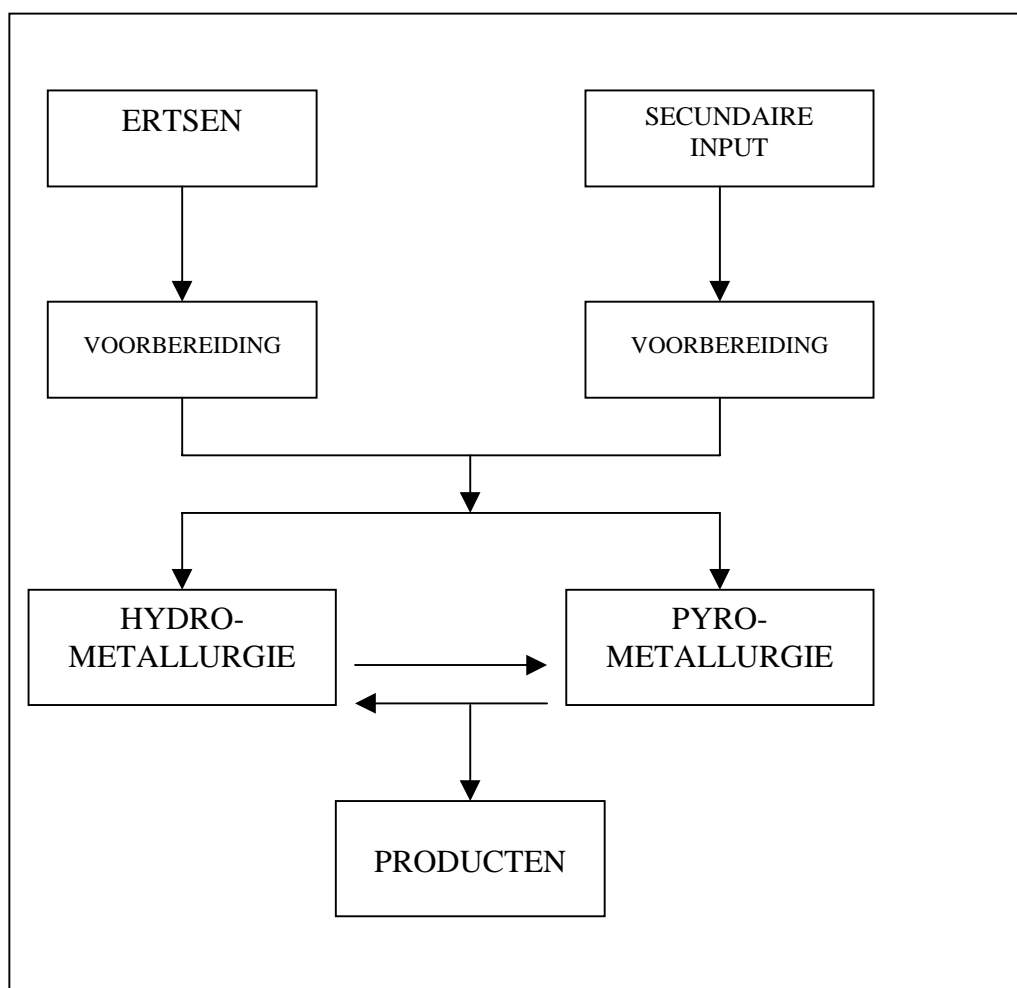 ERTSEN
SECUNDAIRE
INPUT
VOORBEREIDING
VOORBEREIDING
HYDRO-
METALLURGIE
PYRO-
METALLURGIE
PRODUCTEN